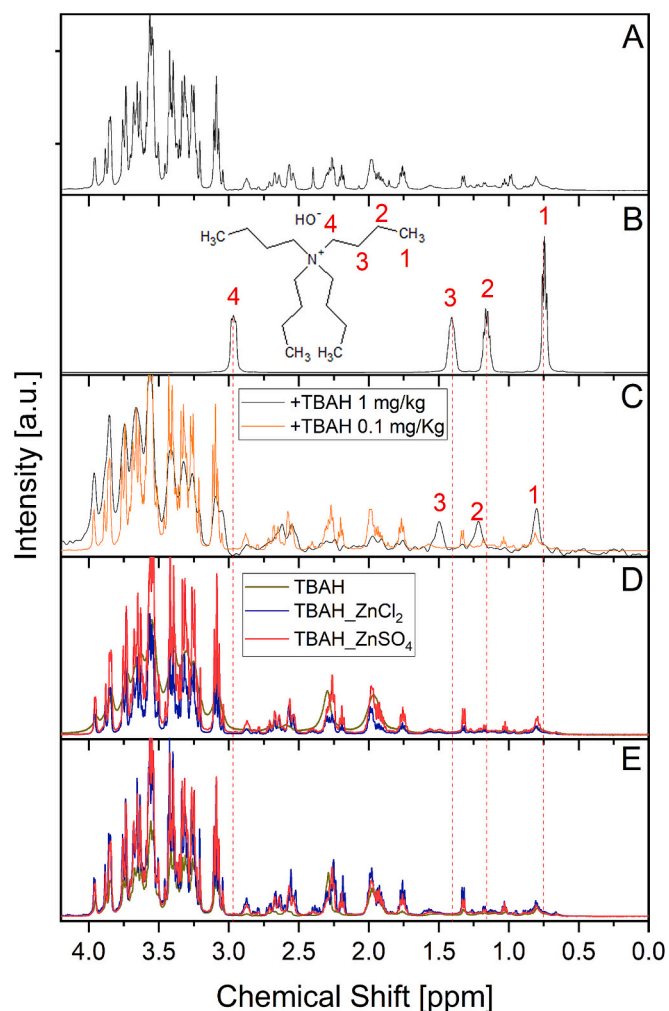 A
B
HO⁻
4
2
H₃C
CH₃
1
3
1
N⁺
4
3
2
CH₃ H₃C
C
+TBAH 1 mg/kg
+TBAH 0.1 mg/Kg
3
2
1
D
TBAH
TBAH_ZnCl₂
TBAH_ZnSO₄
E
Intensity [a.u.]
4.0 3.5 3.0 2.5 2.0 1.5 1.0 0.5 0.0
Chemical Shift [ppm]